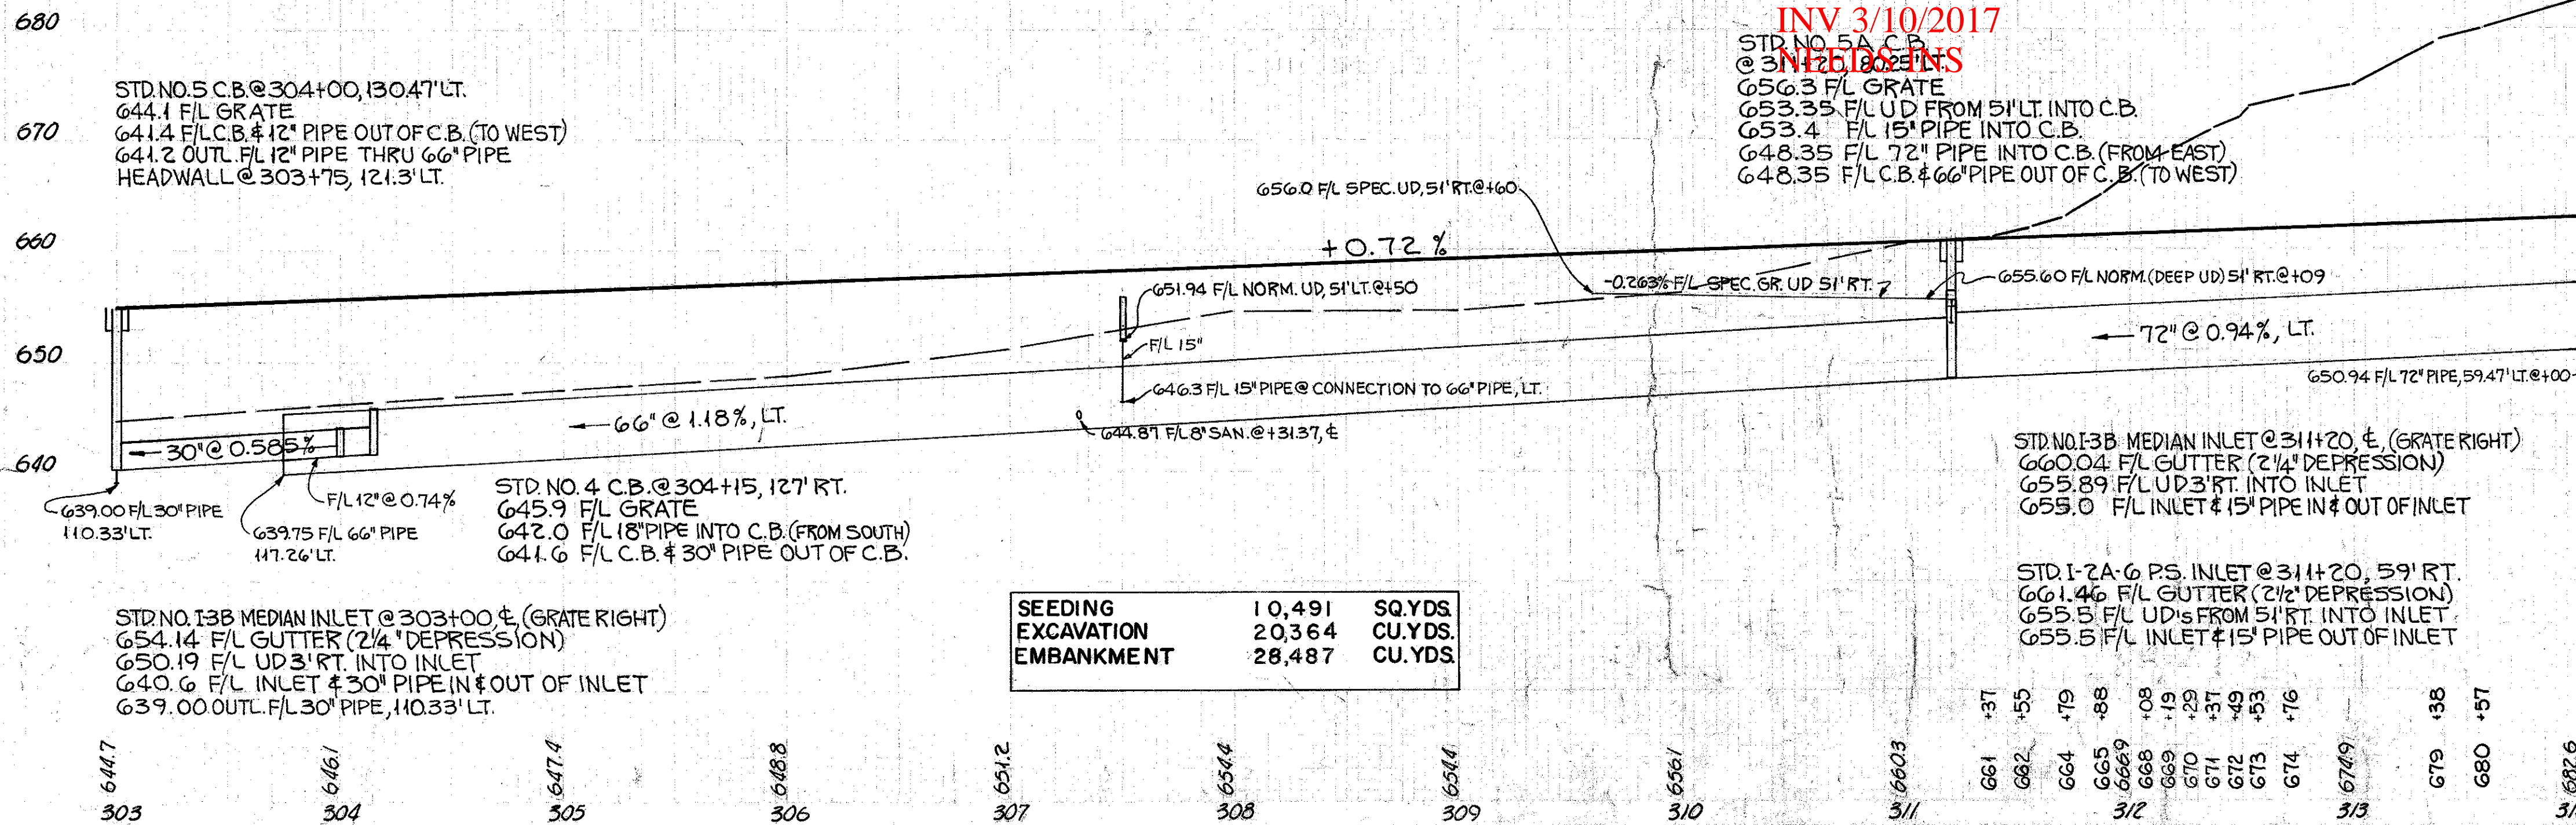 680
INV 3/10/2017
NEEDS INS
STD. NO. 5A C.B.
@ 311+20, 80.25' LT.
656.3 F/L GRATE
653.35 F/L UD FROM 51' LT. INTO C.B.
653.4 F/L 15" PIPE INTO C.B.
648.35 F/L 72" PIPE INTO C.B. (FROM EAST)
648.35 F/L C.B. & 66" PIPE OUT OF C.B. (TO WEST)
STD. NO. 5 C.B. @ 304+00, 130.47' LT.
644.1 F/L GRATE
641.4 F/L C.B. & 12" PIPE OUT OF C.B. (TO WEST)
641.2 OUTL. F/L 12" PIPE THRU 66" PIPE
HEADWALL @ 303+75, 121.3' LT.
670
656.0 F/L SPEC. UD, 51' RT. @ +60
660
+0.72 %
651.94 F/L NORM. UD, 51' LT. @ +50
-0.263% F/L SPEC. GR. UD 51' RT.
655.60 F/L NORM. (DEEP UD) 51' RT. @ +09
650
F/L 15"
72" @ 0.94%, LT.
646.3 F/L 15" PIPE @ CONNECTION TO 66" PIPE, LT.
650.94 F/L 72" PIPE, 59.47' LT. @ +00
66" @ 1.18%, LT.
644.87 F/L 8" SAN. @ +31.37, ℄
30" @ 0.585%
640
639.00 F/L 30" PIPE
110.33' LT.
F/L 12" @ 0.74%
639.75 F/L 66" PIPE
117.26' LT.
STD. NO. 4 C.B. @ 304+15, 127' RT.
645.9 F/L GRATE
642.0 F/L 18" PIPE INTO C.B. (FROM SOUTH)
641.6 F/L C.B. & 30" PIPE OUT OF C.B.
STD. NO. I-3B MEDIAN INLET @ 311+20, ℄, (GRATE RIGHT)
660.04 F/L GUTTER (2 1/4" DEPRESSION)
655.89 F/L UD 3' RT. INTO INLET
655.0 F/L INLET & 15" PIPE IN & OUT OF INLET
STD. I-2A-6 P.S. INLET @ 311+20, 59' RT.
661.46 F/L GUTTER (2 1/2" DEPRESSION)
655.5 F/L UD's FROM 51' RT. INTO INLET
655.5 F/L INLET & 15" PIPE OUT OF INLET
STD. NO. I-3B MEDIAN INLET @ 303+00, ℄, (GRATE RIGHT)
654.14 F/L GUTTER (2 1/4" DEPRESSION)
650.19 F/L UD 3' RT. INTO INLET
640.6 F/L INLET & 30" PIPE IN & OUT OF INLET
639.00 OUTL. F/L 30" PIPE, 110.33' LT.
SEEDING 10,491 SQ. YDS.
EXCAVATION 20,364 CU. YDS.
EMBANKMENT 28,487 CU. YDS.
+37 +55 +79 +88 +08 +19 +29 +37 +49 +53 +76 +38 +57
644.7 646.1 647.4 648.8 651.2 654.4 654.4 656.1 660.3 661 662 664 665 666.9 668 669 670 671 672 673 674 674.9 679 680 682.6
303 304 305 306 307 308 309 310 311 312 313